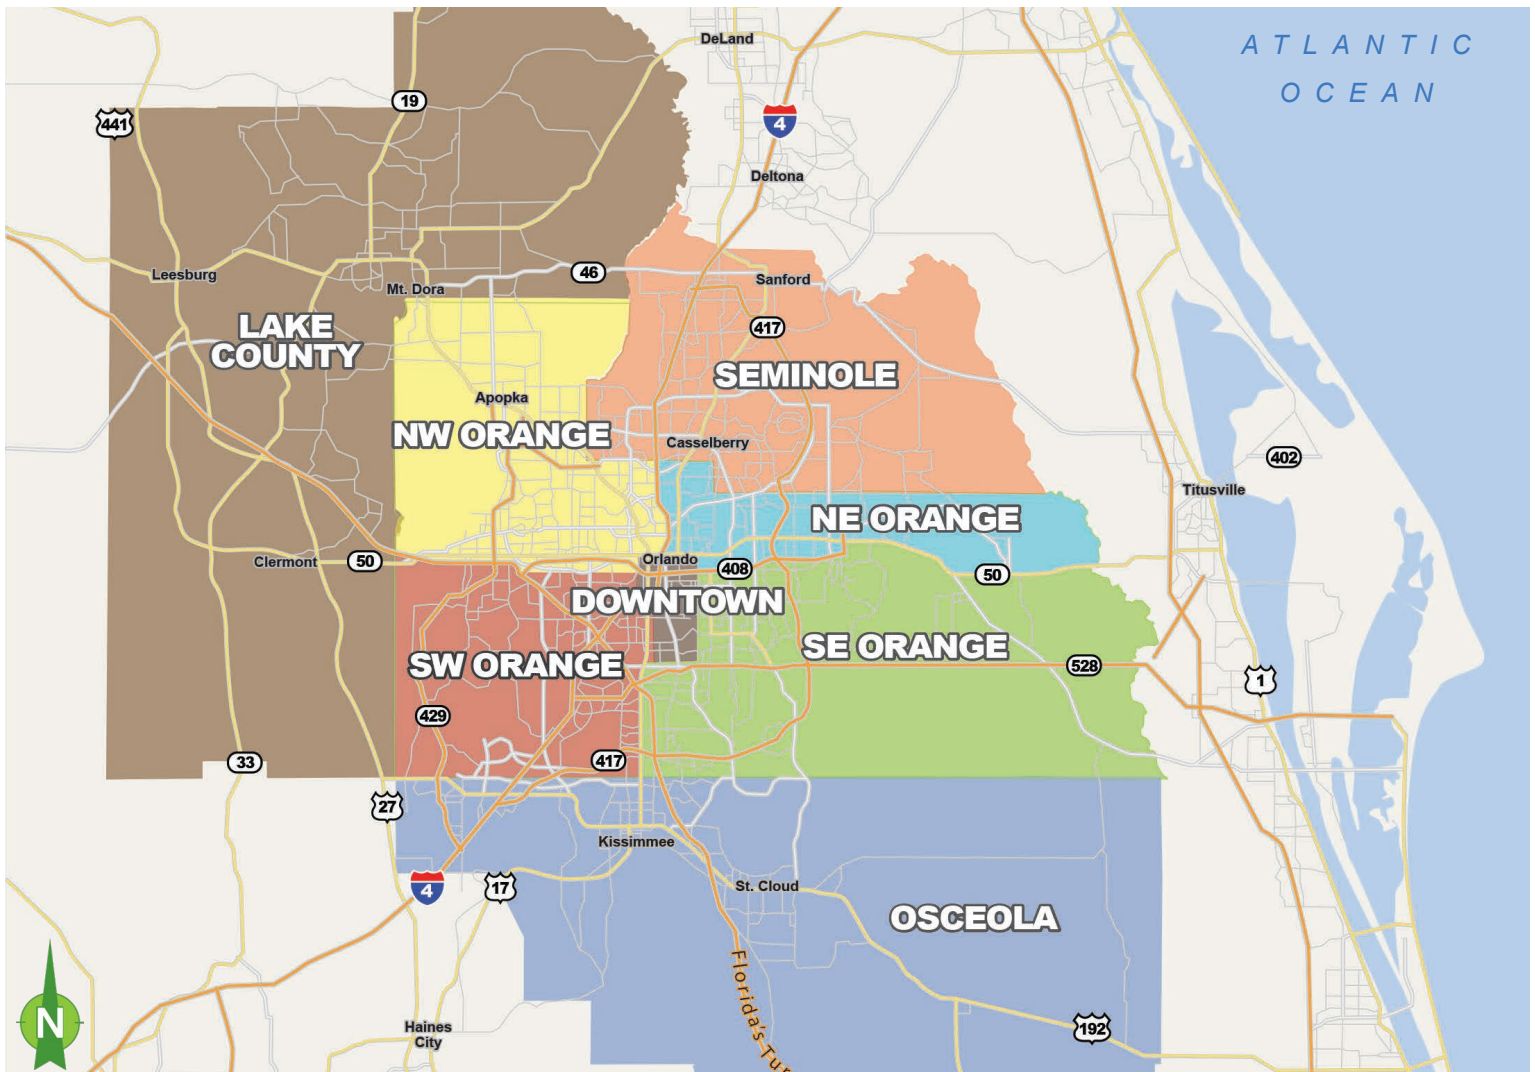 ATLANTIC
OCEAN
DeLand
19
441
4
Deltona
Leesburg
46
Sanford
Mt. Dora
LAKE
COUNTY
417
SEMINOLE
Apopka
NW ORANGE
Casselberry
402
Titusville
NE ORANGE
Clermont
50
Orlando
408
50
DOWNTOWN
SE ORANGE
SW ORANGE
528
1
429
33
417
27
Kissimmee
4
17
St. Cloud
OSCEOLA
Florida's Tur
N
Haines
City
192